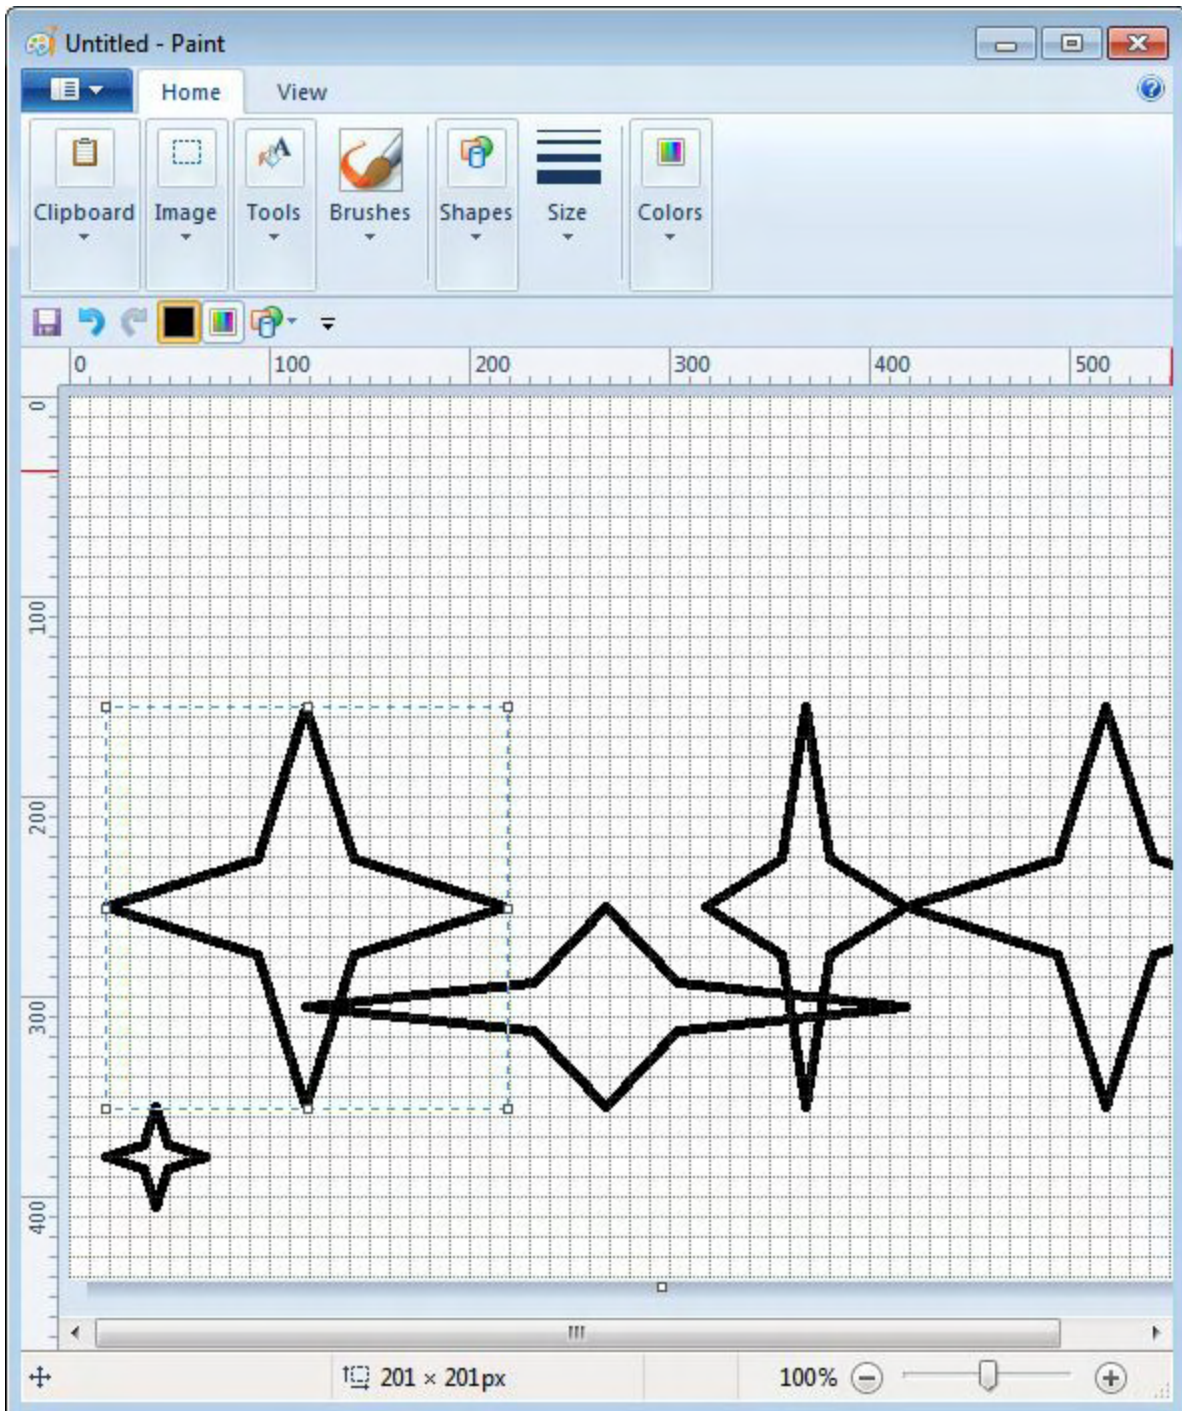 Untitled - Paint
Home View
Clipboard Image Tools Brushes Shapes Size Colors
0 100 200 300 400 500
0
100
200
300
400
201 × 201px 100%